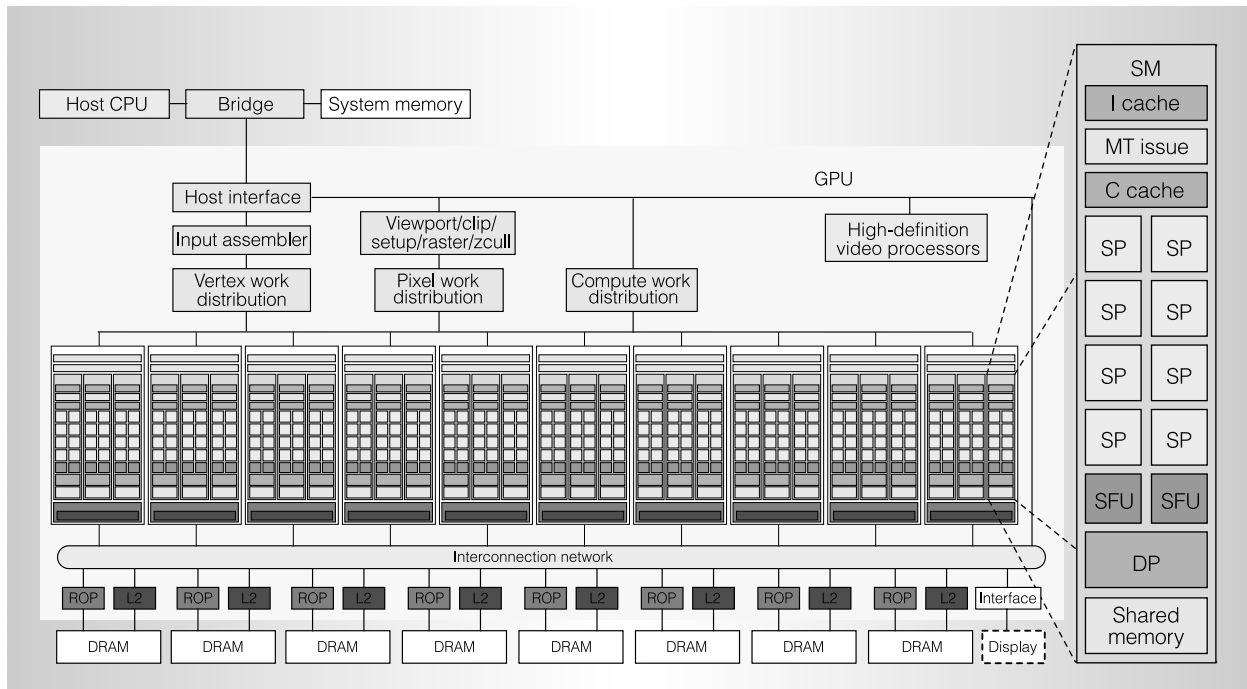 Host CPU
Bridge
System memory
GPU
Host interface
Input assembler
Vertex work
distribution
Viewport/clip/
setup/raster/zcull
Pixel work
distribution
Compute work
distribution
High-definition
video processors
Interconnection network
ROP
L2
ROP
L2
ROP
L2
ROP
L2
ROP
L2
ROP
L2
ROP
L2
ROP
L2
Interface
DRAM
DRAM
DRAM
DRAM
DRAM
DRAM
DRAM
DRAM
Display
SM
I cache
MT issue
C cache
SP
SP
SP
SP
SP
SP
SP
SP
SFU
SFU
DP
Shared
memory